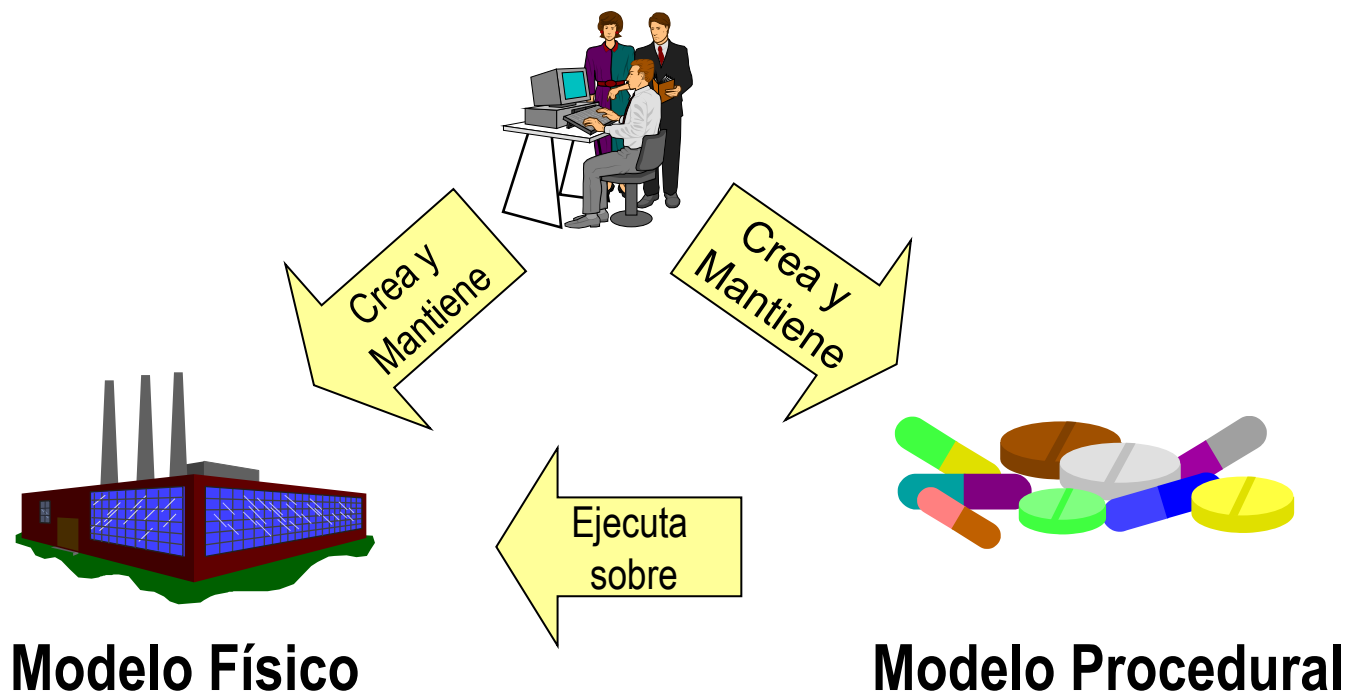 Crea y
Mantiene
Crea y
Mantiene
Ejecuta
sobre
Modelo Físico
Modelo Procedural